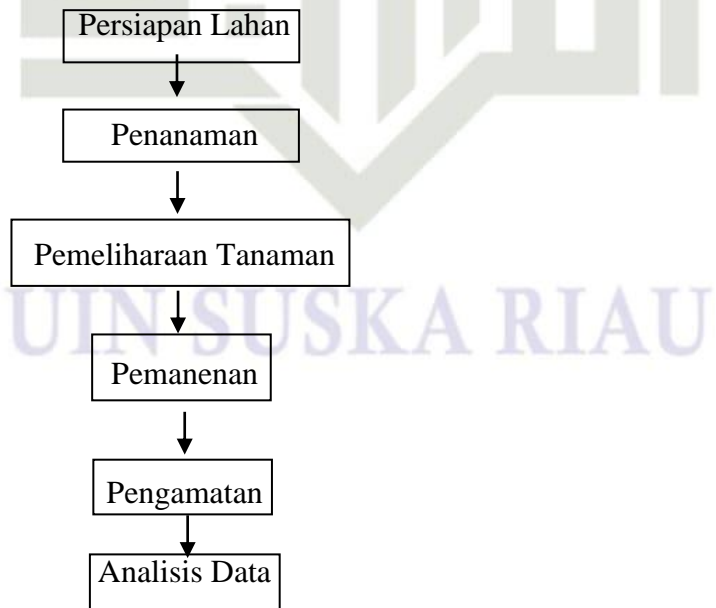 Persiapan Lahan
Penanaman
Pemeliharaan Tanaman
UIN SUSKA RIAU
Pemanenan
Pengamatan
Analisis Data